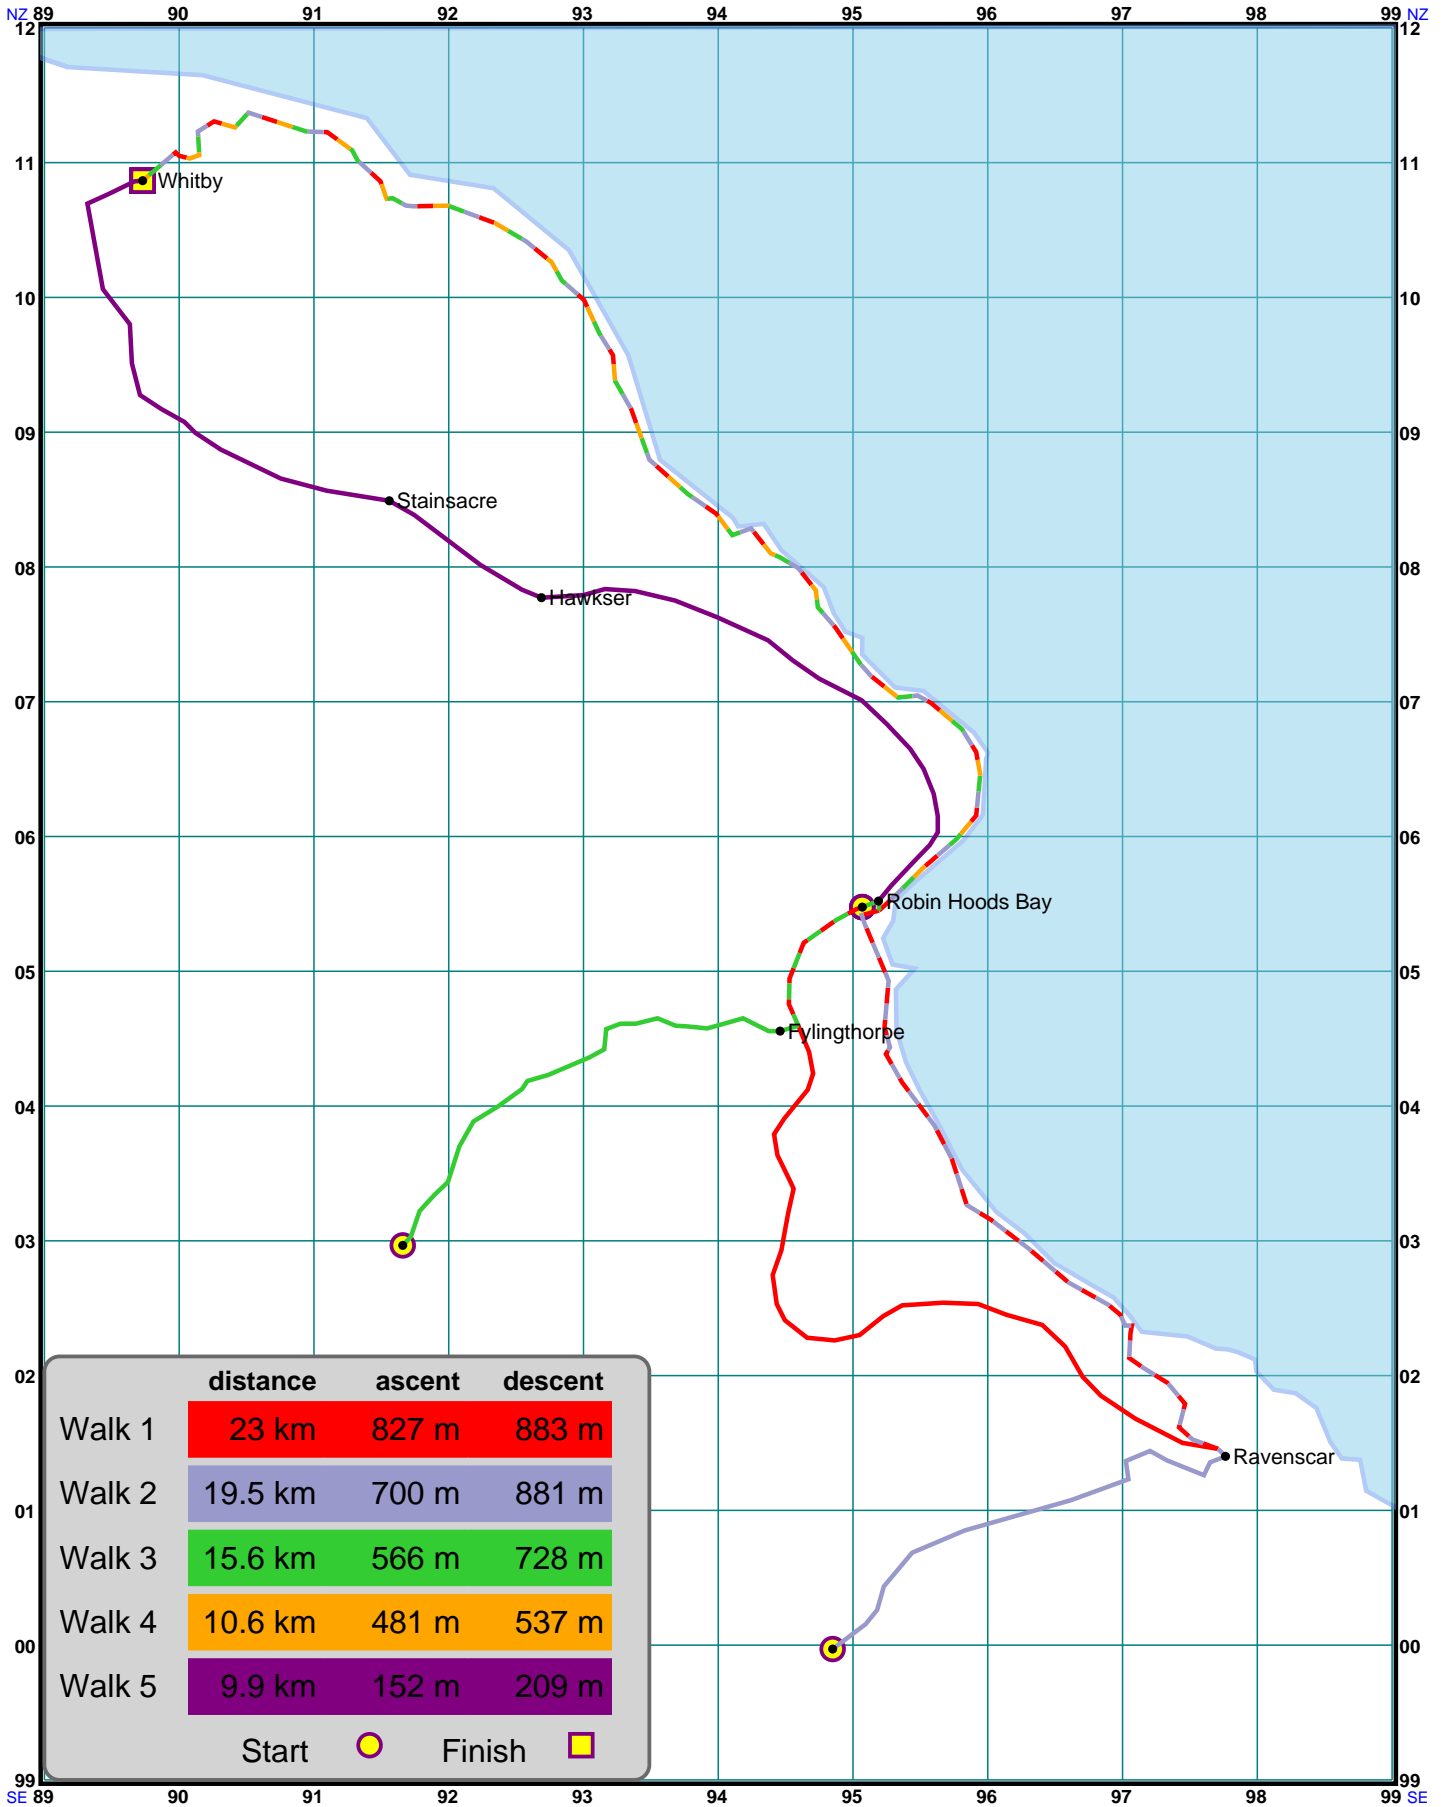 89 90 91 92 93 94 95 96 97 98 99
NZ NZ
12 12
11 11
Whitby
10 10
09 09
Stainsacre
08 08
Hawkser
07 07
06 06
Robin Hoods Bay
05 05
Fylingthorpe
04 04
03 03
02 02
distance ascent descent
Walk 1 23 km 827 m 883 m
Ravenscar
Walk 2 19.5 km 700 m 881 m
01 01
Walk 3 15.6 km 566 m 728 m
Walk 4 10.6 km 481 m 537 m
00 00
Walk 5 9.9 km 152 m 209 m
Start Finish
99 99
SE SE
89 90 91 92 93 94 95 96 97 98 99